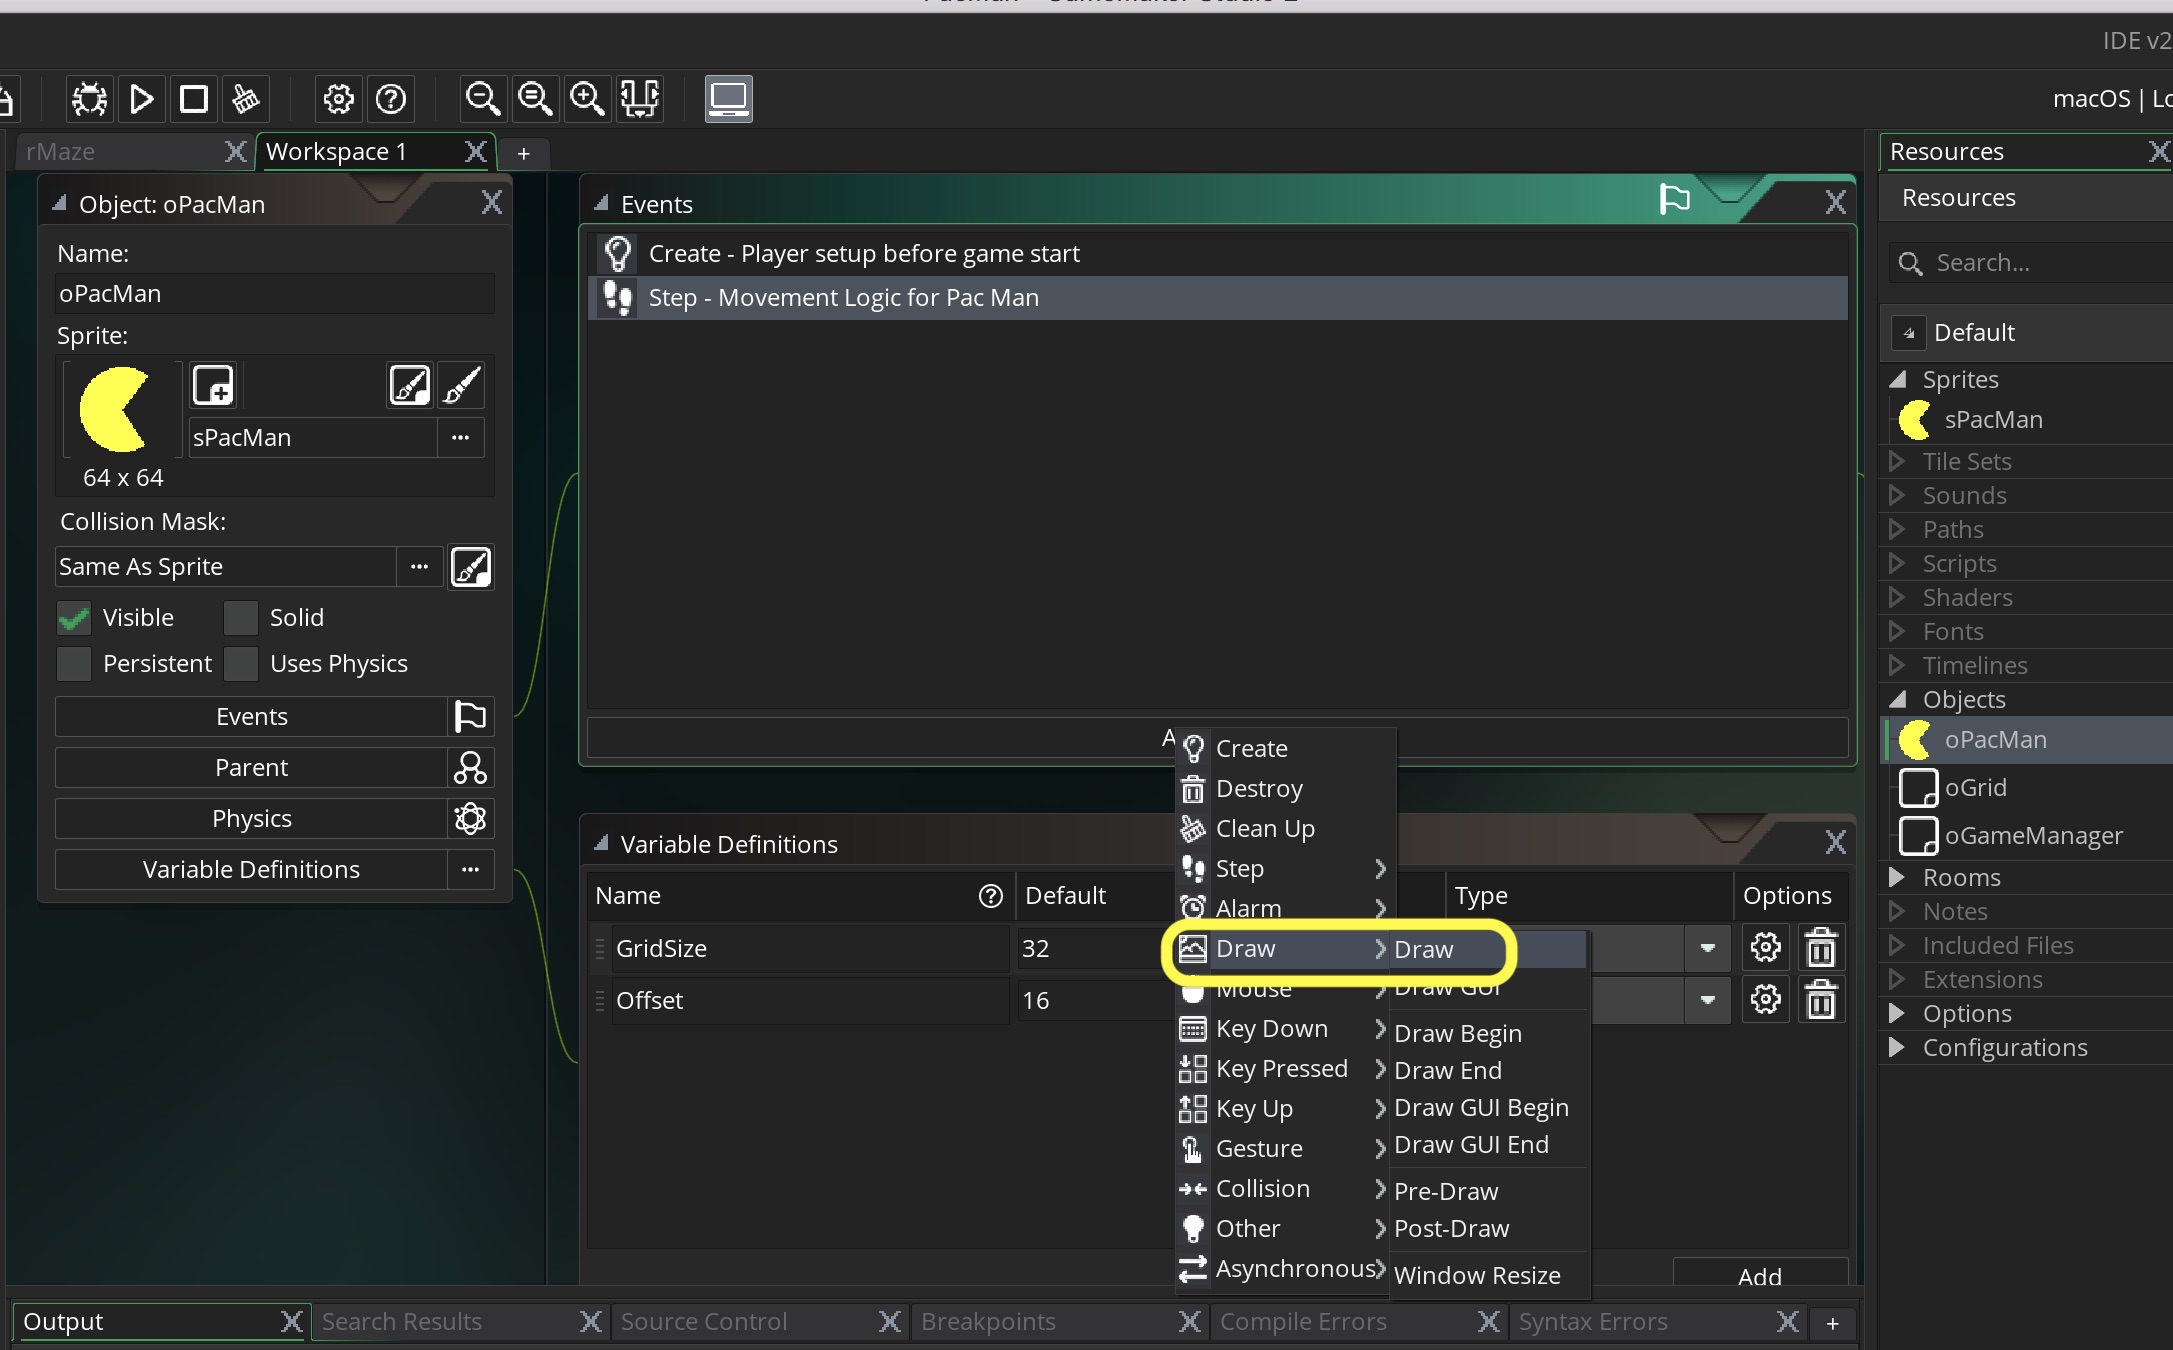 IDE v2
macOS | Lo
rMaze
Workspace 1
+
Resources
Object: oPacMan
Name:
oPacMan
Sprite:
sPacMan
64 x 64
Collision Mask:
Same As Sprite
Visible
Solid
Persistent
Uses Physics
Events
Parent
Physics
Variable Definitions
Events
Create - Player setup before game start
Step - Movement Logic for Pac Man
A
Variable Definitions
Name
Default
Type
Options
GridSize
32
Offset
16
Add
Create
Destroy
Clean Up
Step
Alarm
Draw
Mouse
Key Down
Key Pressed
Key Up
Gesture
Collision
Other
Asynchronous
Draw
Draw GUI
Draw Begin
Draw End
Draw GUI Begin
Draw GUI End
Pre-Draw
Post-Draw
Window Resize
Resources
Search...
Default
Sprites
sPacMan
Tile Sets
Sounds
Paths
Scripts
Shaders
Fonts
Timelines
Objects
oPacMan
oGrid
oGameManager
Rooms
Notes
Included Files
Extensions
Options
Configurations
Output
Search Results
Source Control
Breakpoints
Compile Errors
Syntax Errors
+